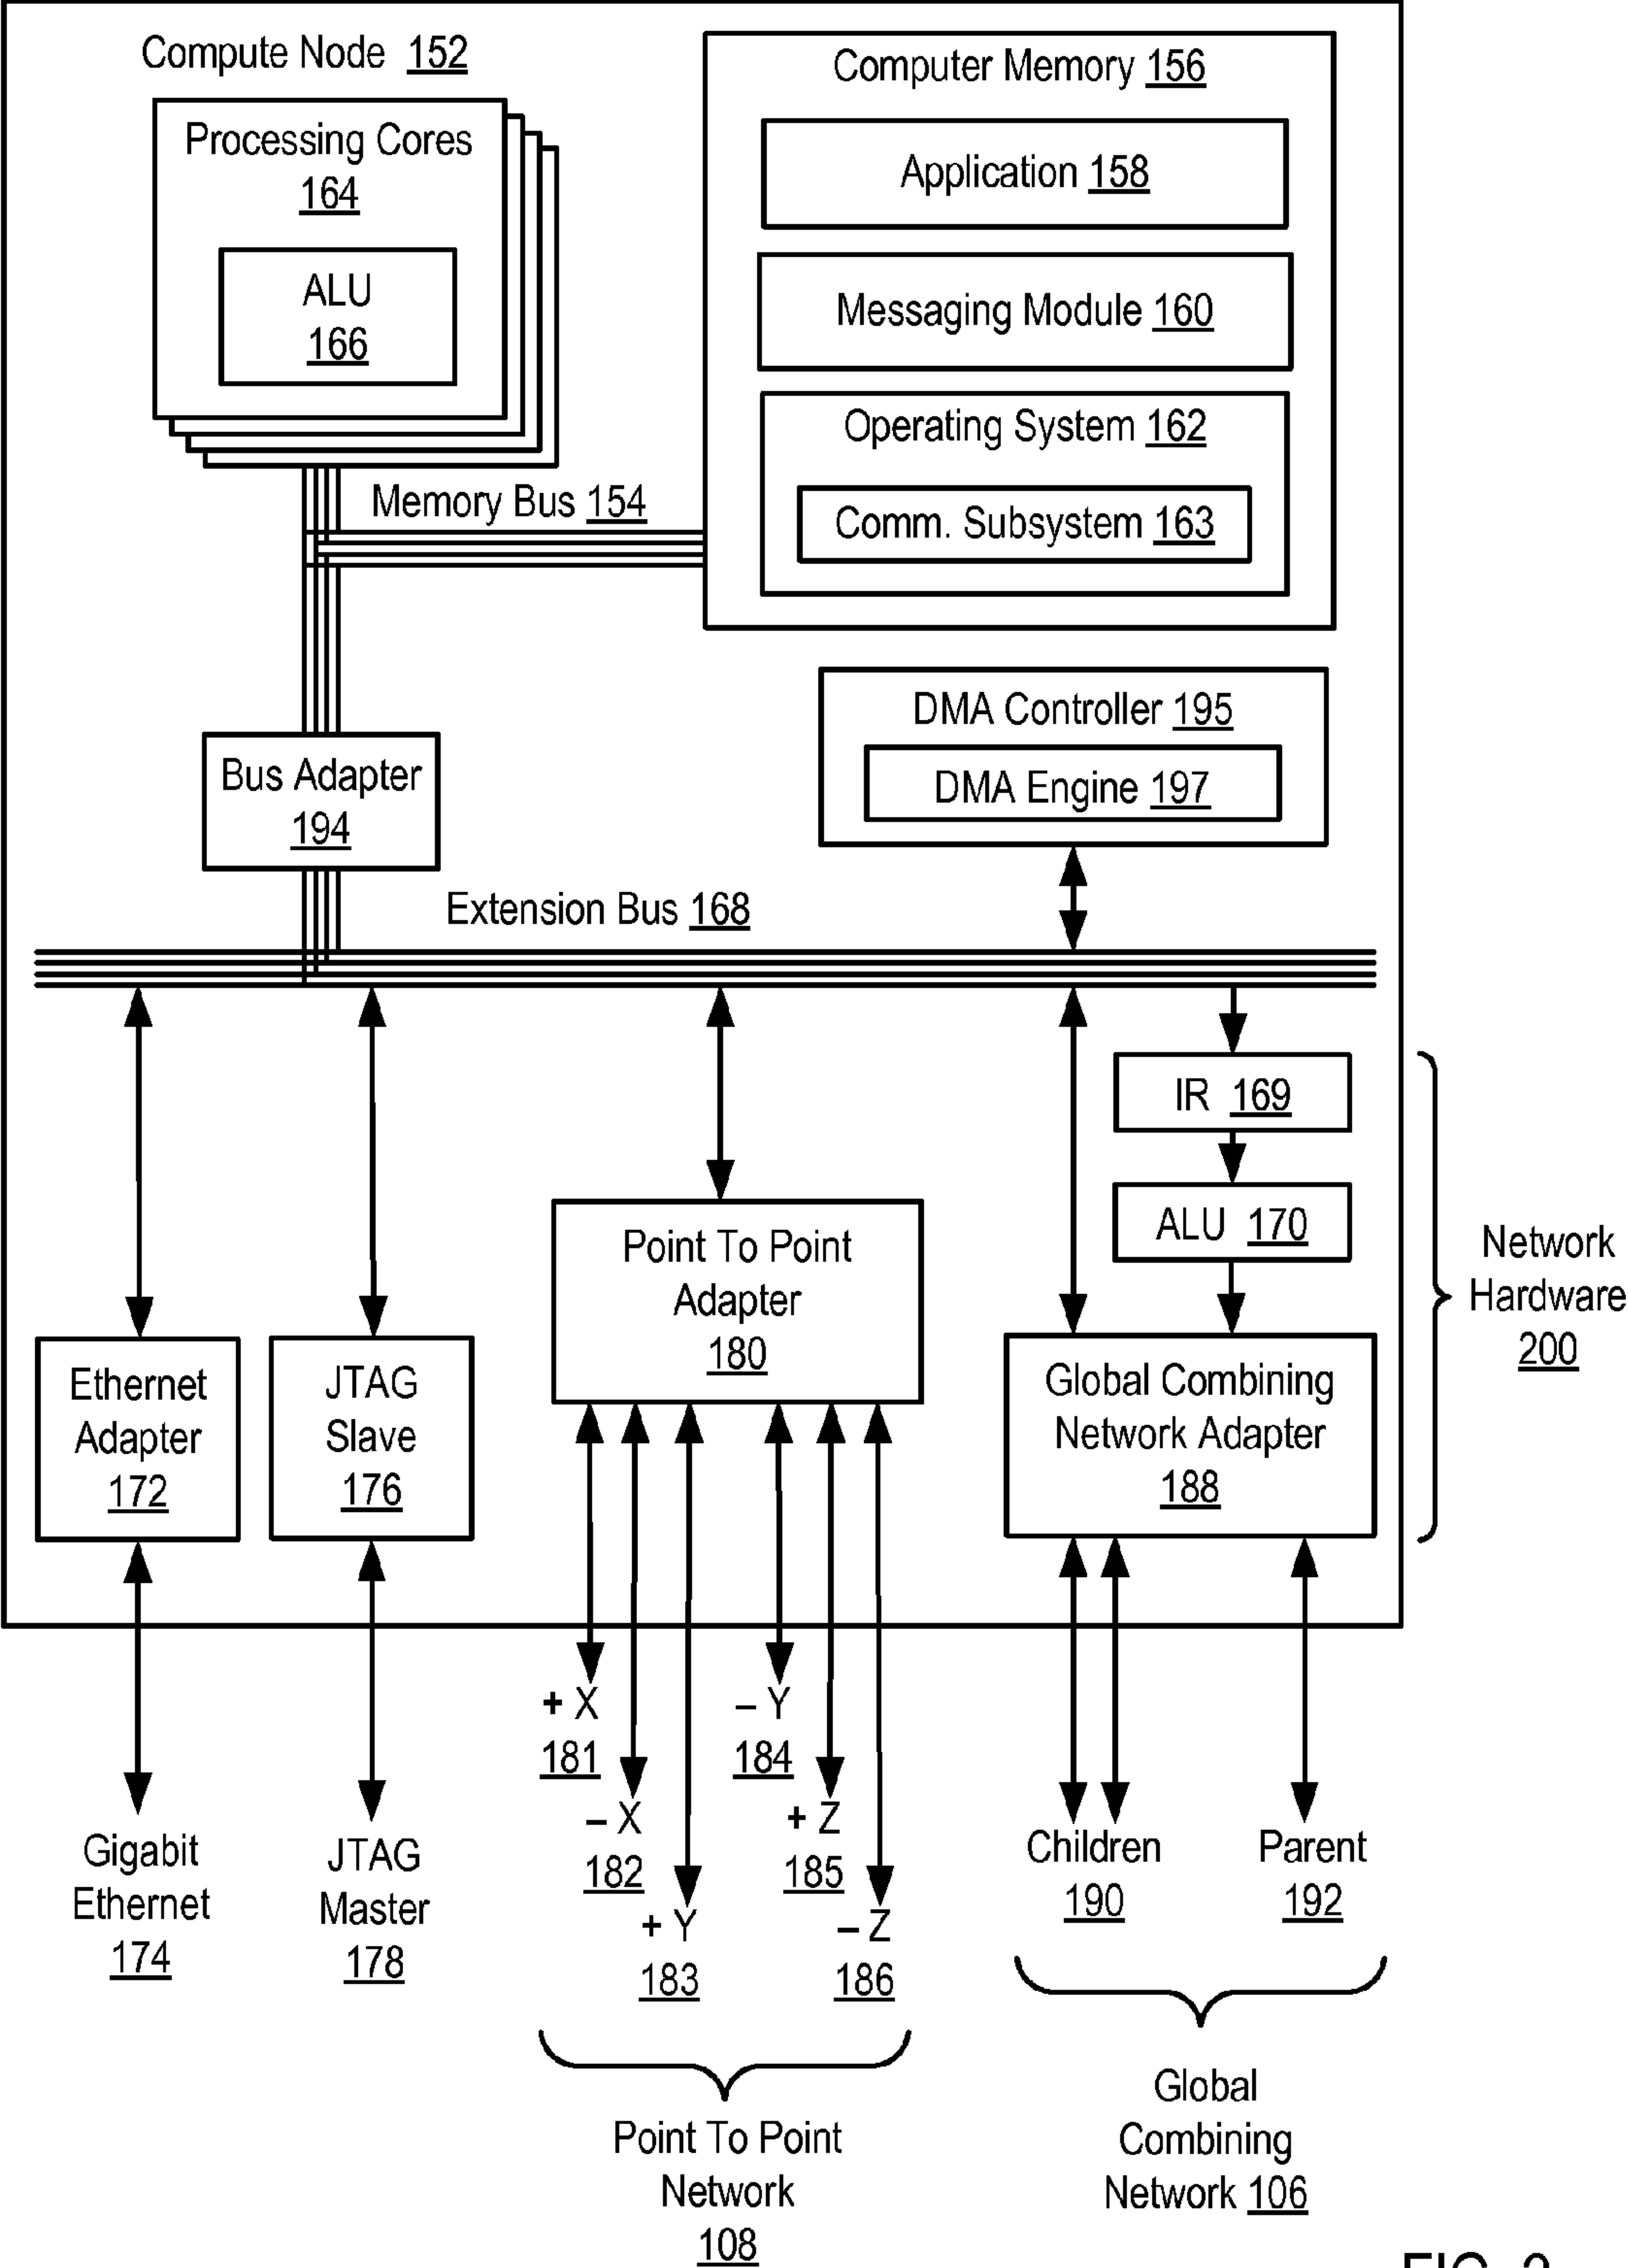 Compute Node 152
Processing Cores
164
ALU
166
Computer Memory 156
Application 158
Messaging Module 160
Operating System 162
Comm. Subsystem 163
Memory Bus 154
DMA Controller 195
DMA Engine 197
Bus Adapter
194
Extension Bus 168
IR 169
ALU 170
Point To Point
Adapter
180
Network
Hardware
200
Ethernet
Adapter
172
JTAG
Slave
176
Global Combining
Network Adapter
188
+ X
181
– X
182
+ Y
183
– Y
184
+ Z
185
– Z
186
Gigabit
Ethernet
174
JTAG
Master
178
Children
190
Parent
192
Point To Point
Network
108
Global
Combining
Network 106